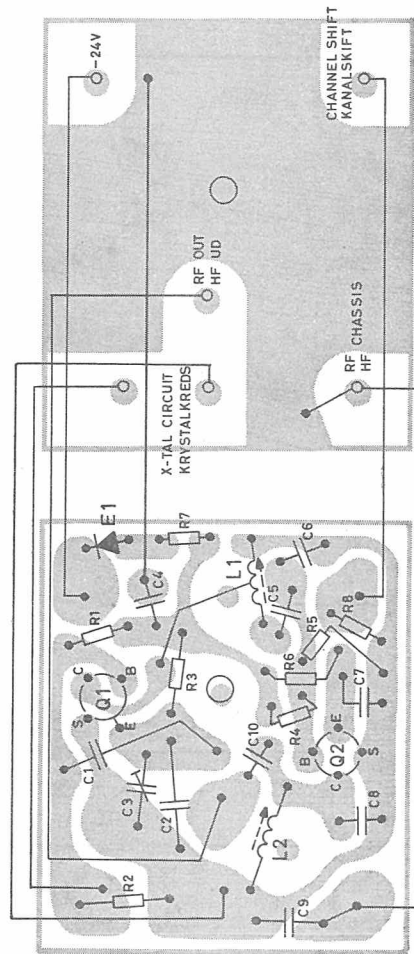 -24V
CHANNEL SHIFT
KANALSKIFT
RF OUT
HF UD
RF CHASSIS
HF
X-TAL CIRCUIT
KRYSTALKREDS
E1
R7
C6
R1
C4
L1
C5
R8
R5
C
B
Q1
S
E
R3
R6
C7
C1
R4
E
B
Q2
C
S
C10
C3
C2
C8
L2
R2
C9